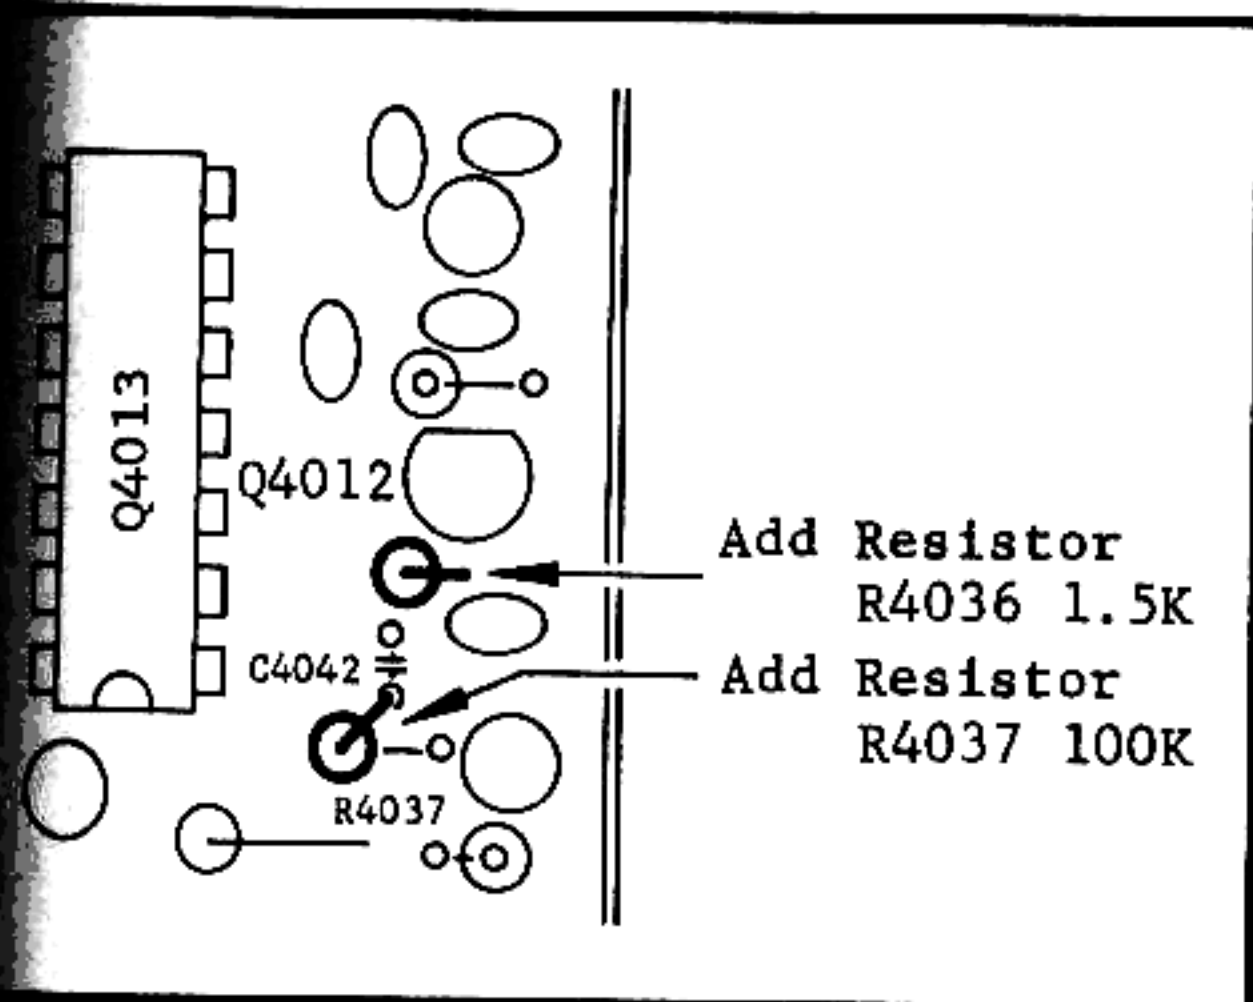 Q4013
Q4012
Add Resistor
R4036 1.5K
C4042
Add Resistor
R4037 100K
R4037